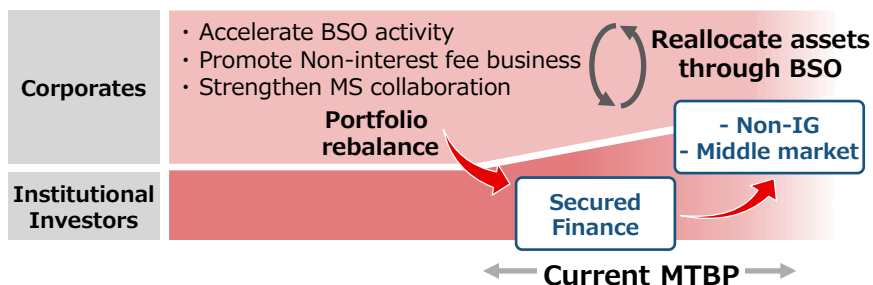 Corporates
・Accelerate BSO activity
・Promote Non-interest fee business
・Strengthen MS collaboration
Reallocate assets
through BSO
Portfolio
rebalance
- Non-IG
- Middle market
Institutional
Investors
Secured
Finance
Current MTBP